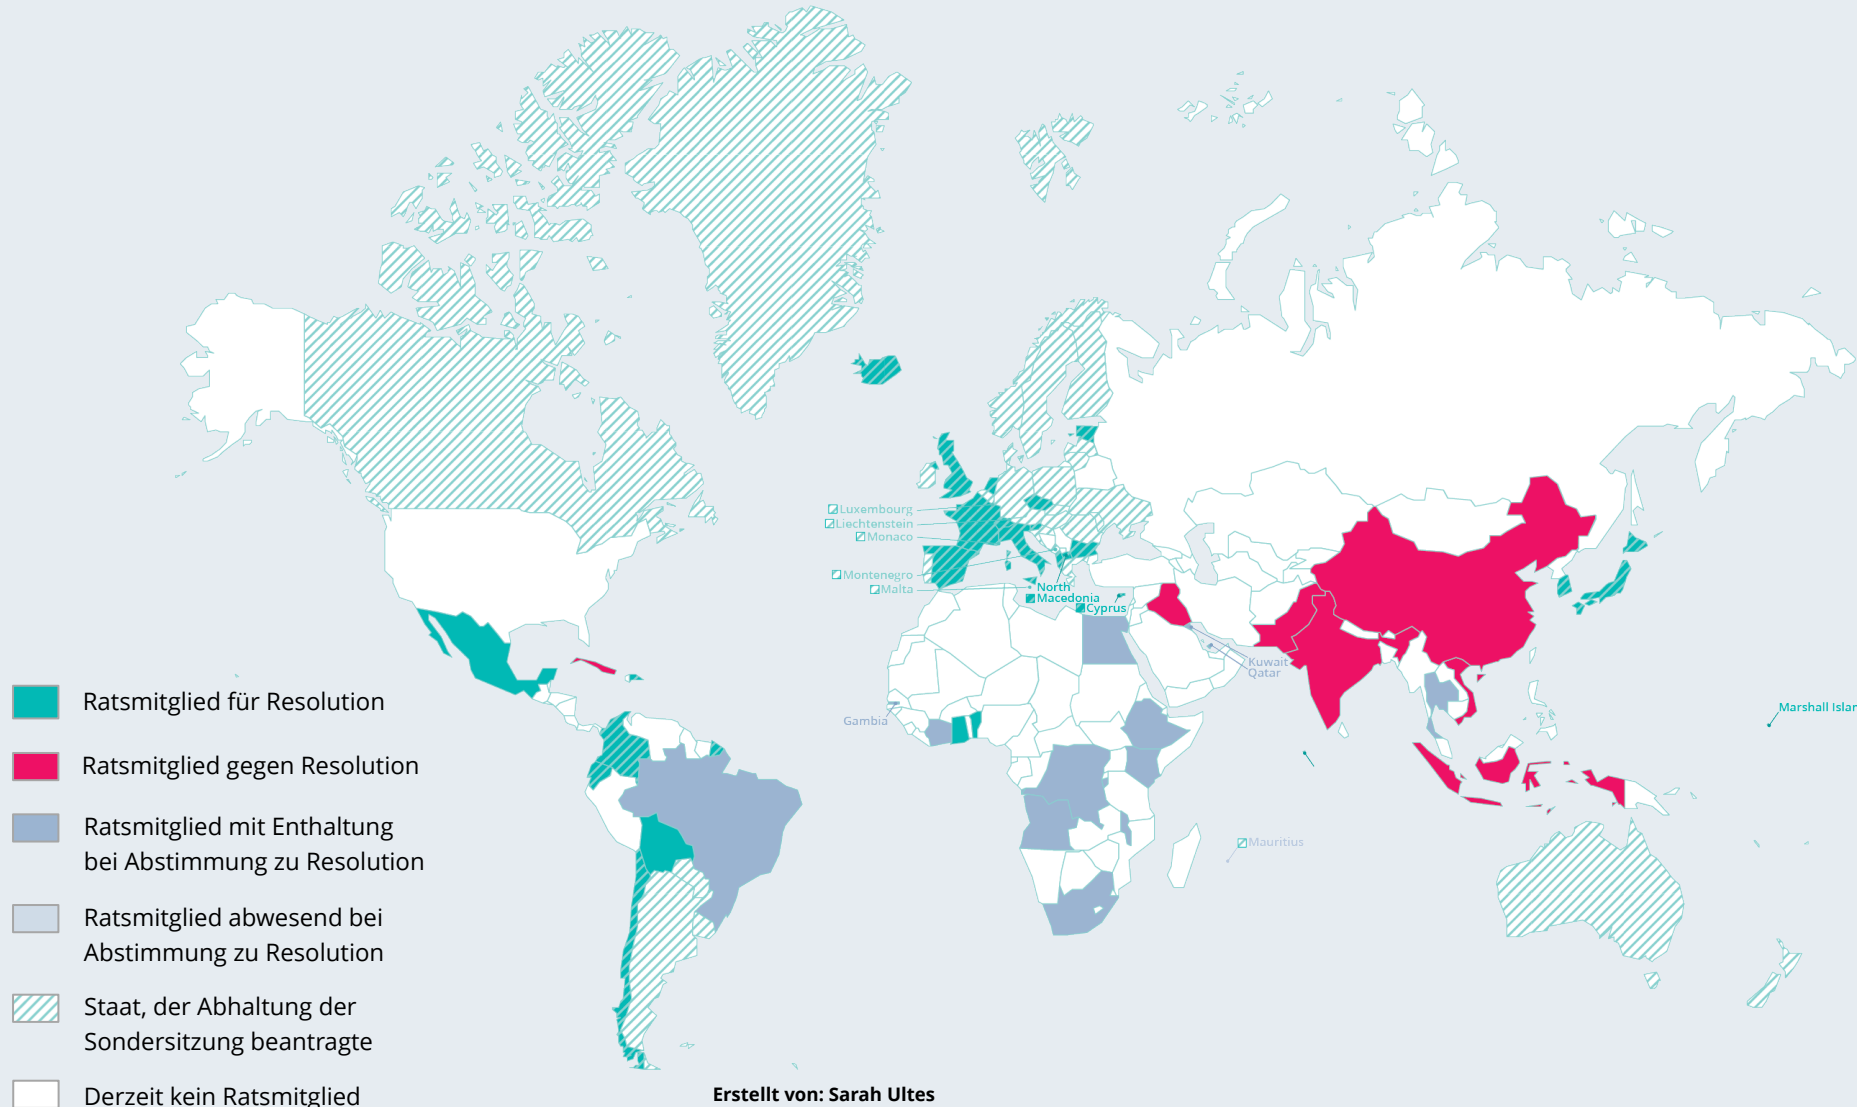 Luxembourg
Liechtenstein
Monaco
Montenegro
Malta
North
Macedonia
Cyprus
Kuwait
Qatar
Gambia
Marshall Islan
Mauritius
Ratsmitglied für Resolution
Ratsmitglied gegen Resolution
Ratsmitglied mit Enthaltung
bei Abstimmung zu Resolution
Ratsmitglied abwesend bei
Abstimmung zu Resolution
Staat, der Abhaltung der
Sondersitzung beantragte
Derzeit kein Ratsmitglied
Erstellt von: Sarah Ultes